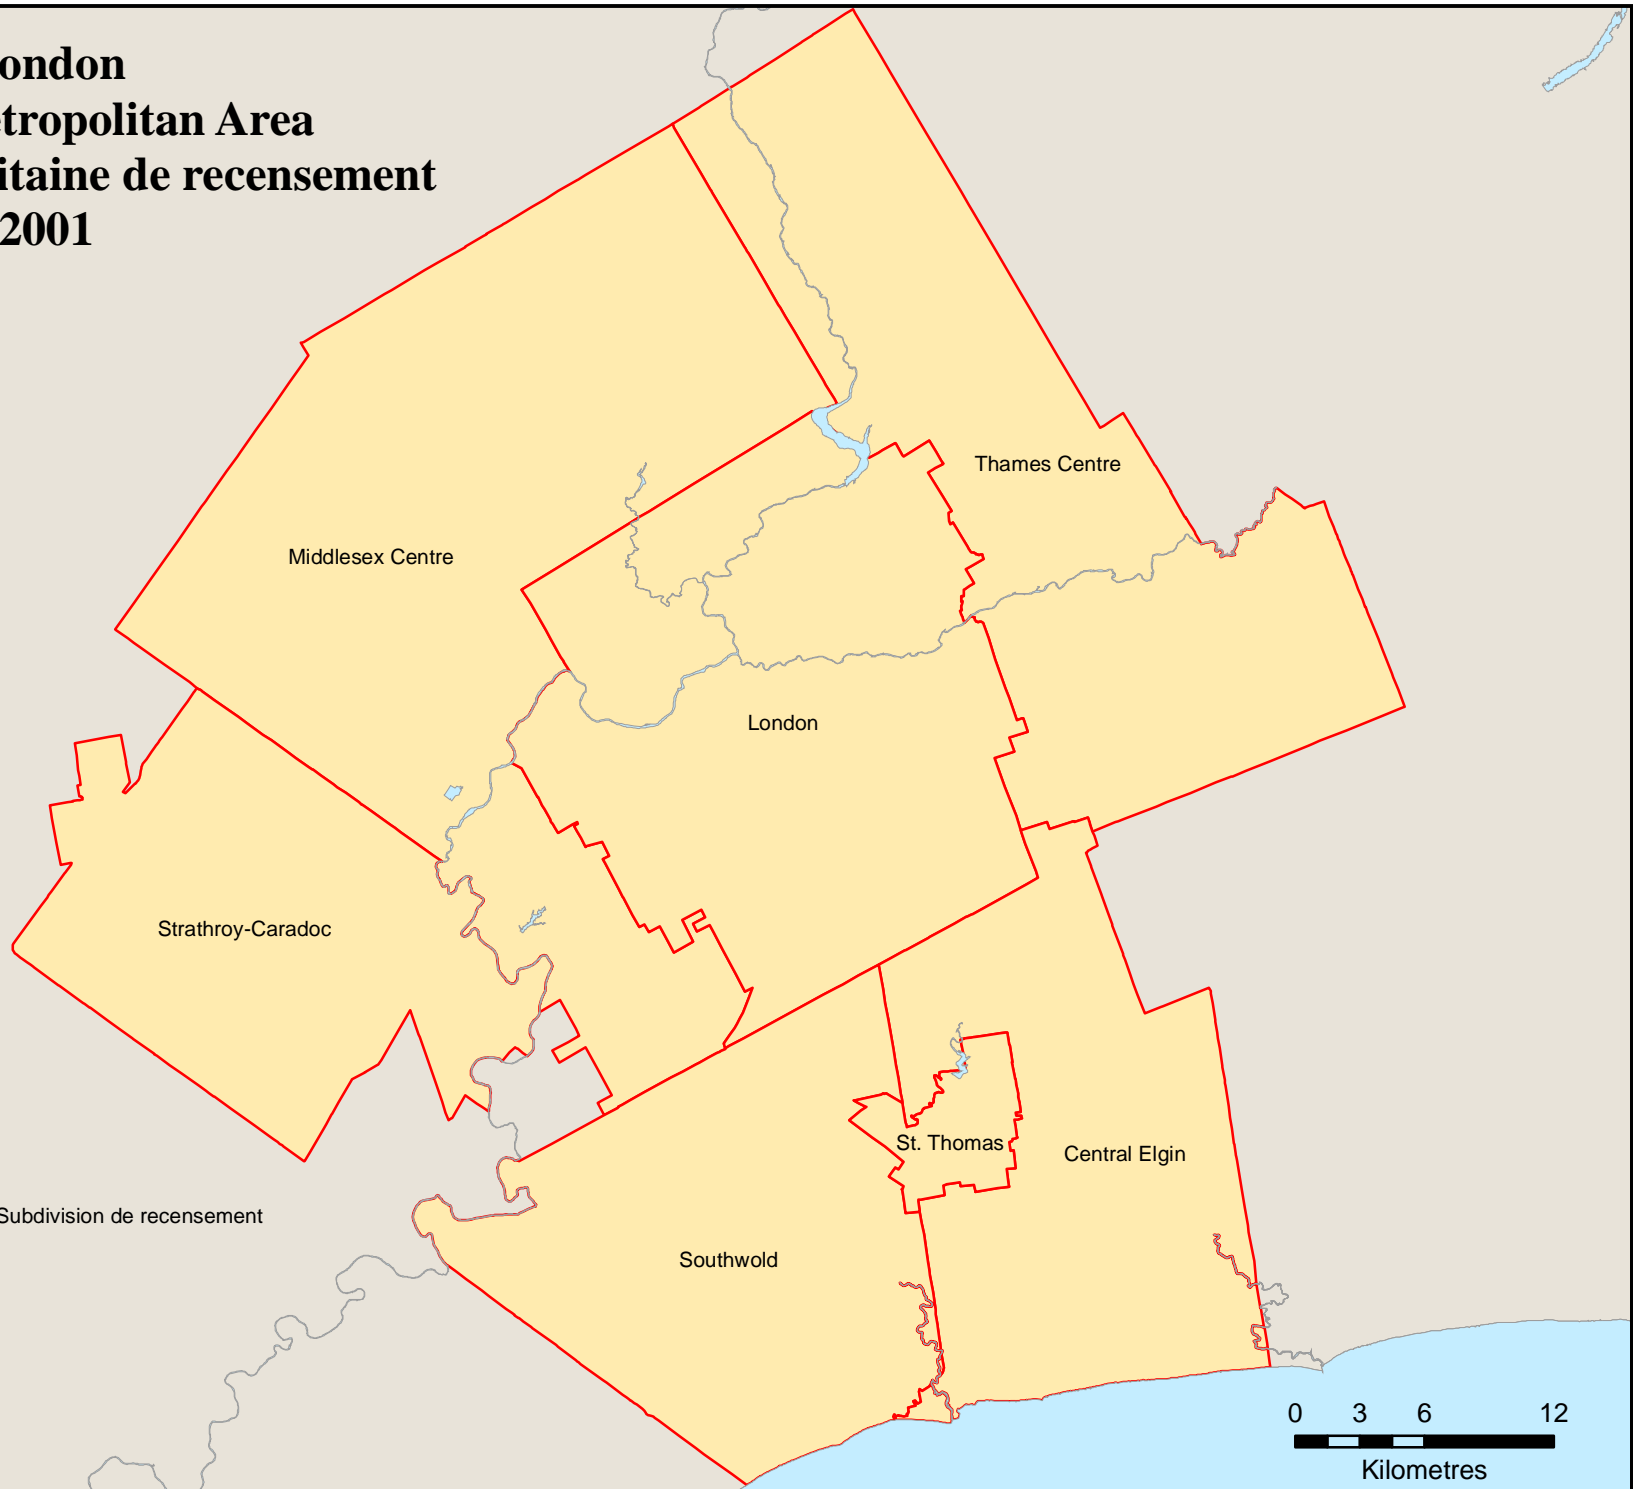 ondon
etropolitan Area
itaine de recensement
2001
Thames Centre
Middlesex Centre
London
Strathroy-Caradoc
St. Thomas
Central Elgin
Subdivision de recensement
Southwold
0 3 6 12
Kilometres